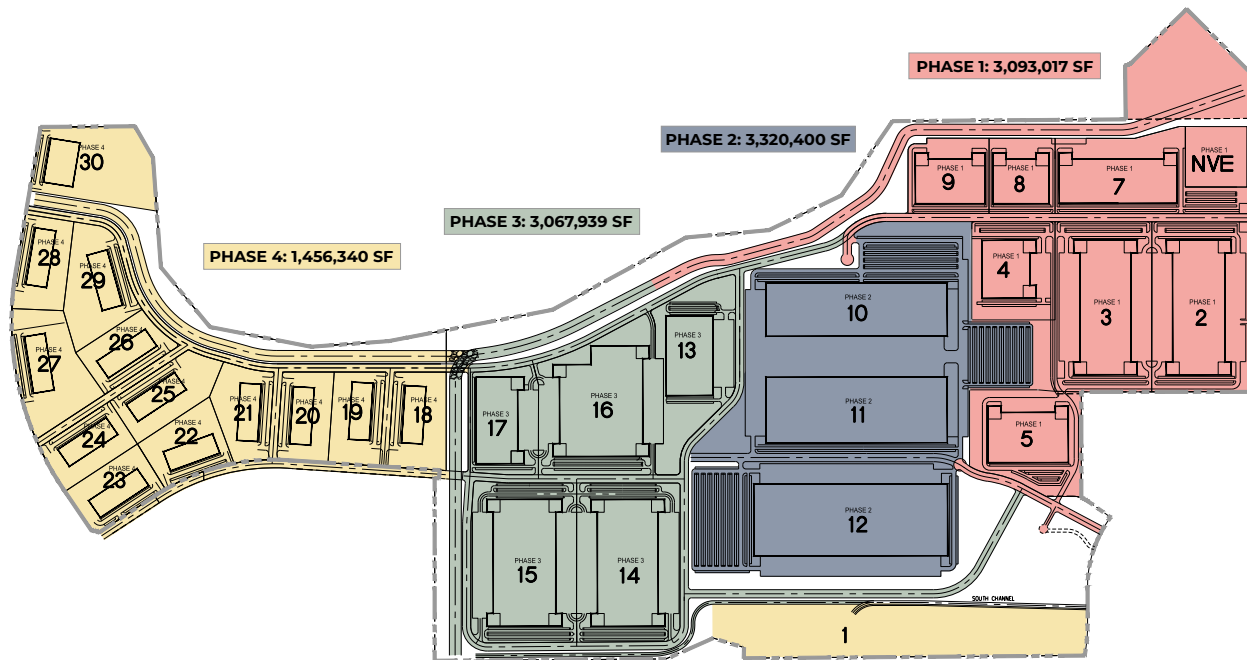 PHASE 1: 3,093,017 SF
PHASE 2: 3,320,400 SF
PHASE 3: 3,067,939 SF
PHASE 4: 1,456,340 SF
PHASE 4
30
PHASE 4
28
PHASE 4
29
PHASE 4
27
PHASE 4
26
PHASE 4
25
PHASE 4
24
PHASE 4
23
PHASE 4
22
PHASE 4
21
PHASE 4
20
PHASE 4
19
PHASE 4
18
PHASE 3
17
PHASE 3
16
PHASE 3
13
PHASE 3
15
PHASE 3
14
PHASE 2
10
PHASE 2
11
PHASE 2
12
PHASE 1
9
PHASE 1
8
PHASE 1
7
PHASE 1
NVE
PHASE 1
4
PHASE 1
3
PHASE 1
2
5
PHASE 1
SOUTH CHANNEL
1